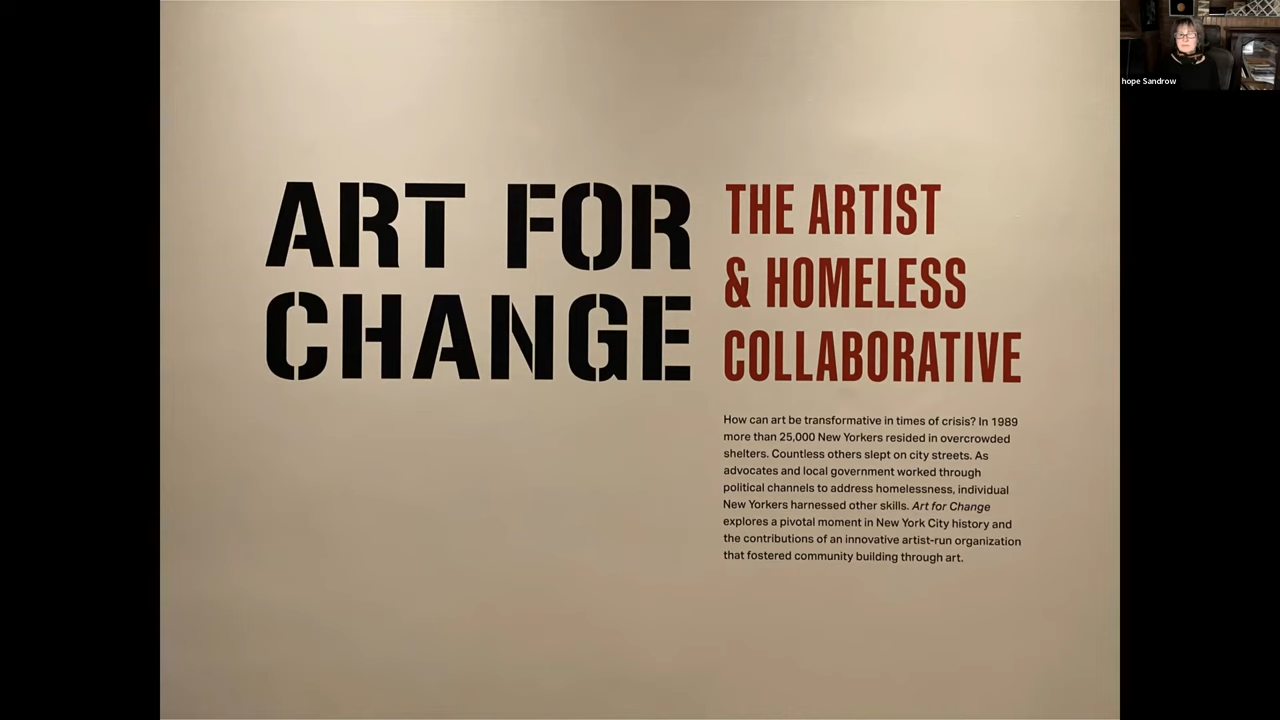 ART FOR
CHANGE
THE ARTIST
& HOMELESS
COLLABORATIVE
How can art be transformative in times of crisis? In 1989
more than 25,000 New Yorkers resided in overcrowded
shelters. Countless others slept on city streets. As
advocates and local government worked through
political channels to address homelessness, individual
New Yorkers harnessed other skills. Art for Change
explores a pivotal moment in New York City history and
the contributions of an innovative artist-run organization
that fostered community building through art.
hope Sandrow